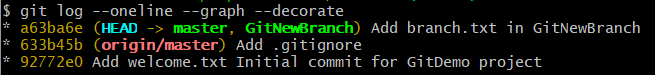 $ git log --oneline --graph --decorate
* a63ba6e (HEAD -> master, GitNewBranch) Add branch.txt in GitNewBranch
* 633b45b (origin/master) Add .gitignore
* 92772e0 Add welcome.txt Initial commit for GitDemo project